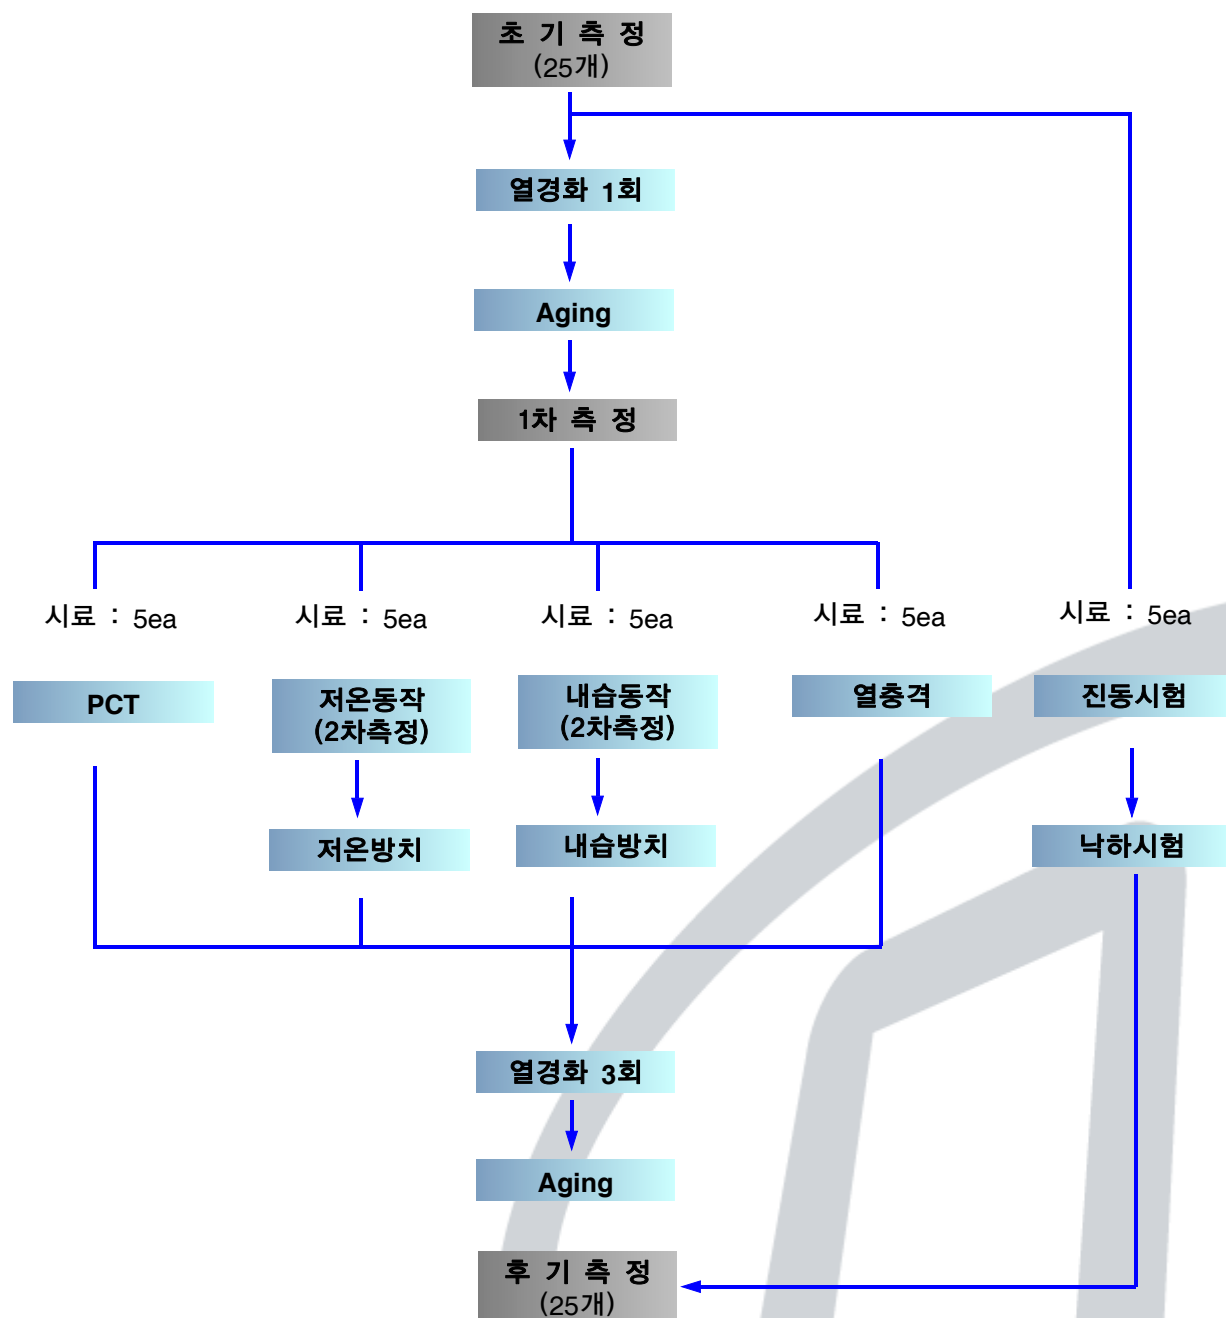 초 기 측 정
(25개)
열경화 1회
Aging
1차 측 정
시료 : 5ea
시료 : 5ea
시료 : 5ea
시료 : 5ea
시료 : 5ea
PCT
저온동작
(2차측정)
내습동작
(2차측정)
열충격
진동시험
저온방치
내습방치
낙하시험
열경화 3회
Aging
후 기 측 정
(25개)